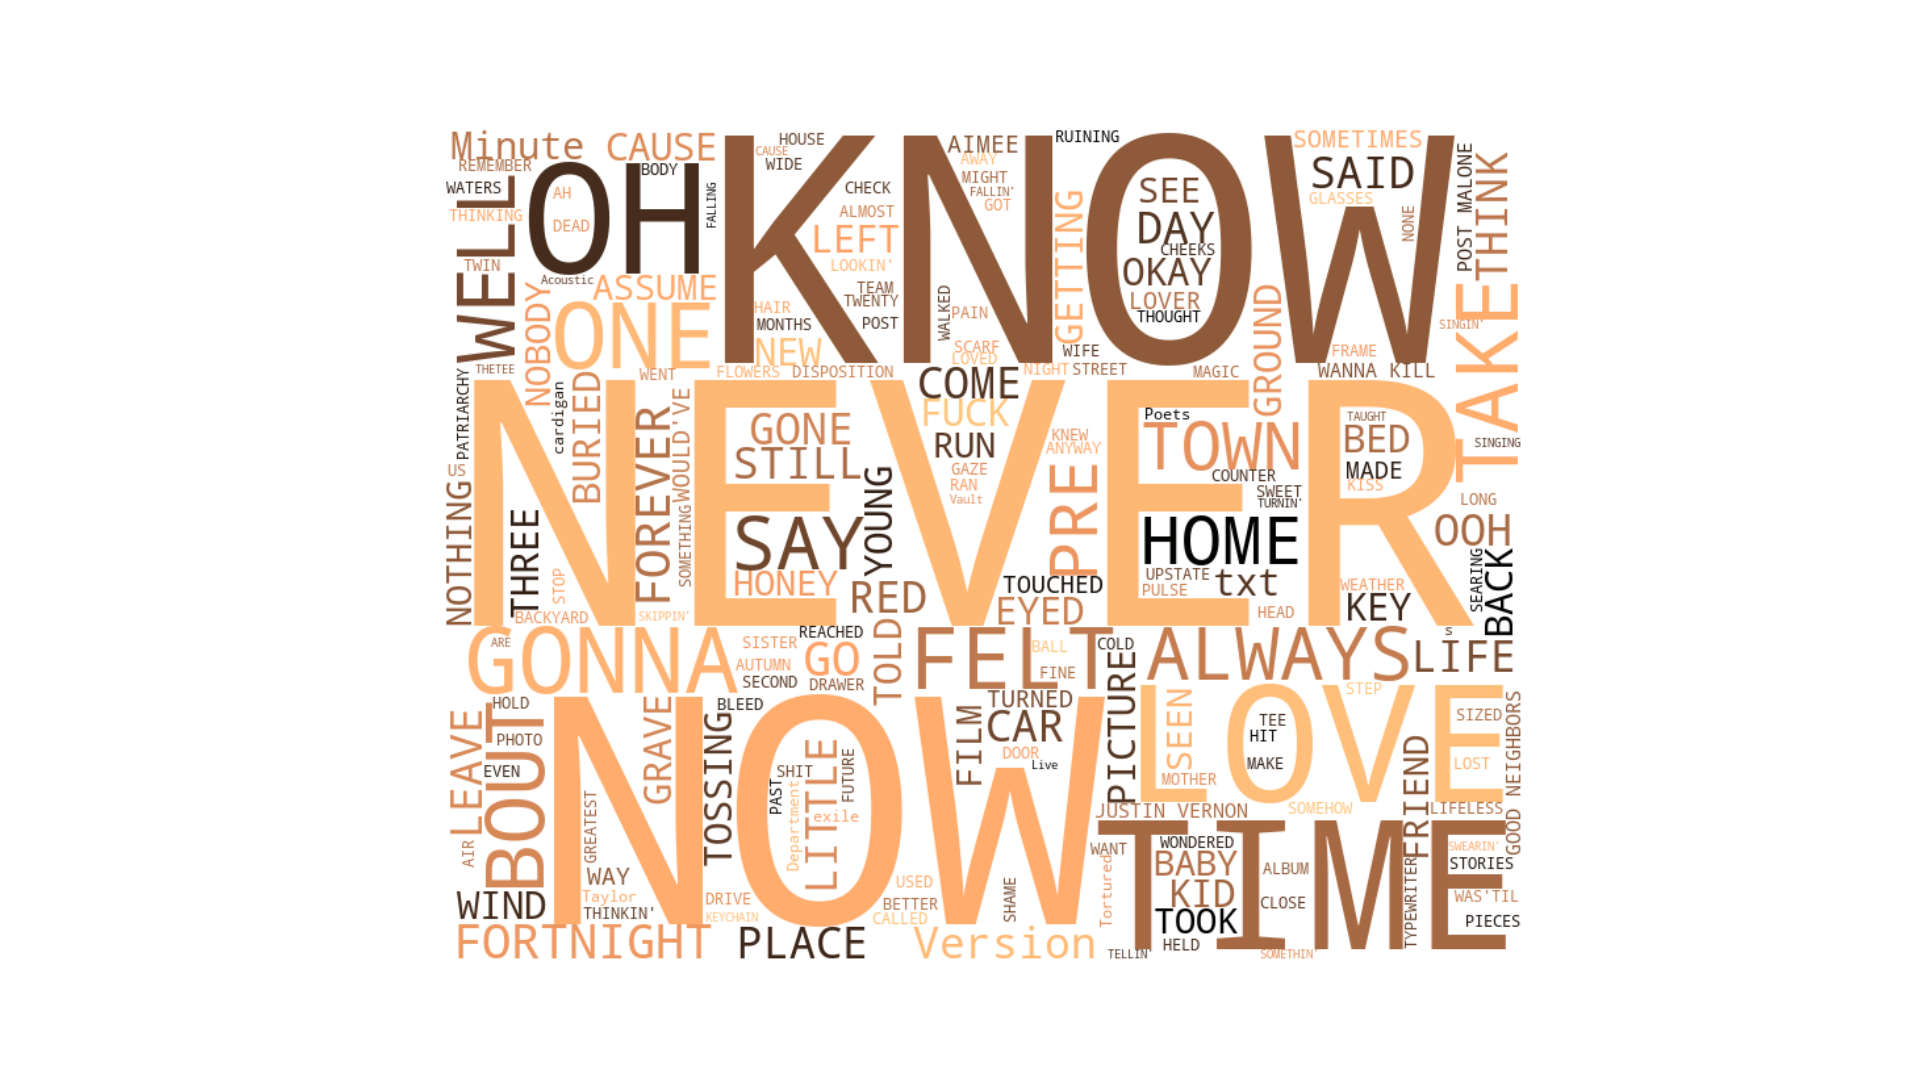 Minute
CAUSE
REMEMBER
WATERS
THINKING
WELL
TWIN
THETEE
OH
AH
DEAD
BODY
FALLING
Acoustic
ASSUME
NOBODY
ONE
WENT
KNOW
HOUSE
CAUSE
WIDE
CHECK
ALMOST
LEFT
LOOKIN'
TEAM
TWENTY
POST
HAIR
MONTHS
NEW
FLOWERS
DISPOSITION
AIMEE
AWAY
MIGHT
FALLIN'
GOT
WALKED
PAIN
SCARF
LOVED
NIGHT
STREET
WIFE
RUINING
GETTING
SEE
DAY
CHEEKS
OKAY
LOVER
THOUGHT
MAGIC
GROUND
SOMETIMES
SAID
GLASSES
NONE
FRAME
WANNA KILL
POST MALONE
THINK
TAKE
SINGIN'
SINGING
NEVER
PATRIARCHY
cardigan
BURIED
US
NOTHING
THREE
STOP
BACKYARD
FOREVER
WOULD'VE
SOMETHING
SKIPPIN'
GONE
STILL
SAY
HONEY
YOUNG
RED
COME
FUCK
RUN
GAZE
RAN
Vault
KNEW
ANYWAY
PRE
TOUCHED
EYED
Poets
TOWN
COUNTER
SWEET
TURNIN'
HOME
UPSTATE
PULSE
txt
HEAD
TAUGHT
BED
MADE
KISS
WEATHER
KEY
LONG
OOH
SEARING
BACK
GONNA
ARE
SISTER
AUTUMN
SECOND
REACHED
GO
DRAWER
TOLD
FELT
BALL
FINE
COLD
ALWAYS
s
LIFE
HOLD
LEAVE
BOUT
PHOTO
EVEN
AIR
WIND
FORTNIGHT
NOW
GREATEST
WAY
Taylor
THINKIN'
GRAVE
TOSSING
BLEED
DRIVE
KEYCHAIN
PLACE
PAST
SHIT
Department
LITTLE
FUTURE
exile
USED
BETTER
CALLED
Version
FILM
TURNED
CAR
DOOR
Live
SHAME
PICTURE
LOVE
SEEN
MOTHER
TEE
HIT
MAKE
STEP
SIZED
LOST
GOOD NEIGHBORS
FRIEND
JUSTIN VERNON
SOMEHOW
LIFELESS
TIME
WANT
Tortured
TELLIN'
WONDERED
BABY
KID
TOOK
HELD
ALBUM
CLOSE
SOMETHIN'
TYPEWRITER
SWEARIN'
STORIES
WAS'TIL
PIECES